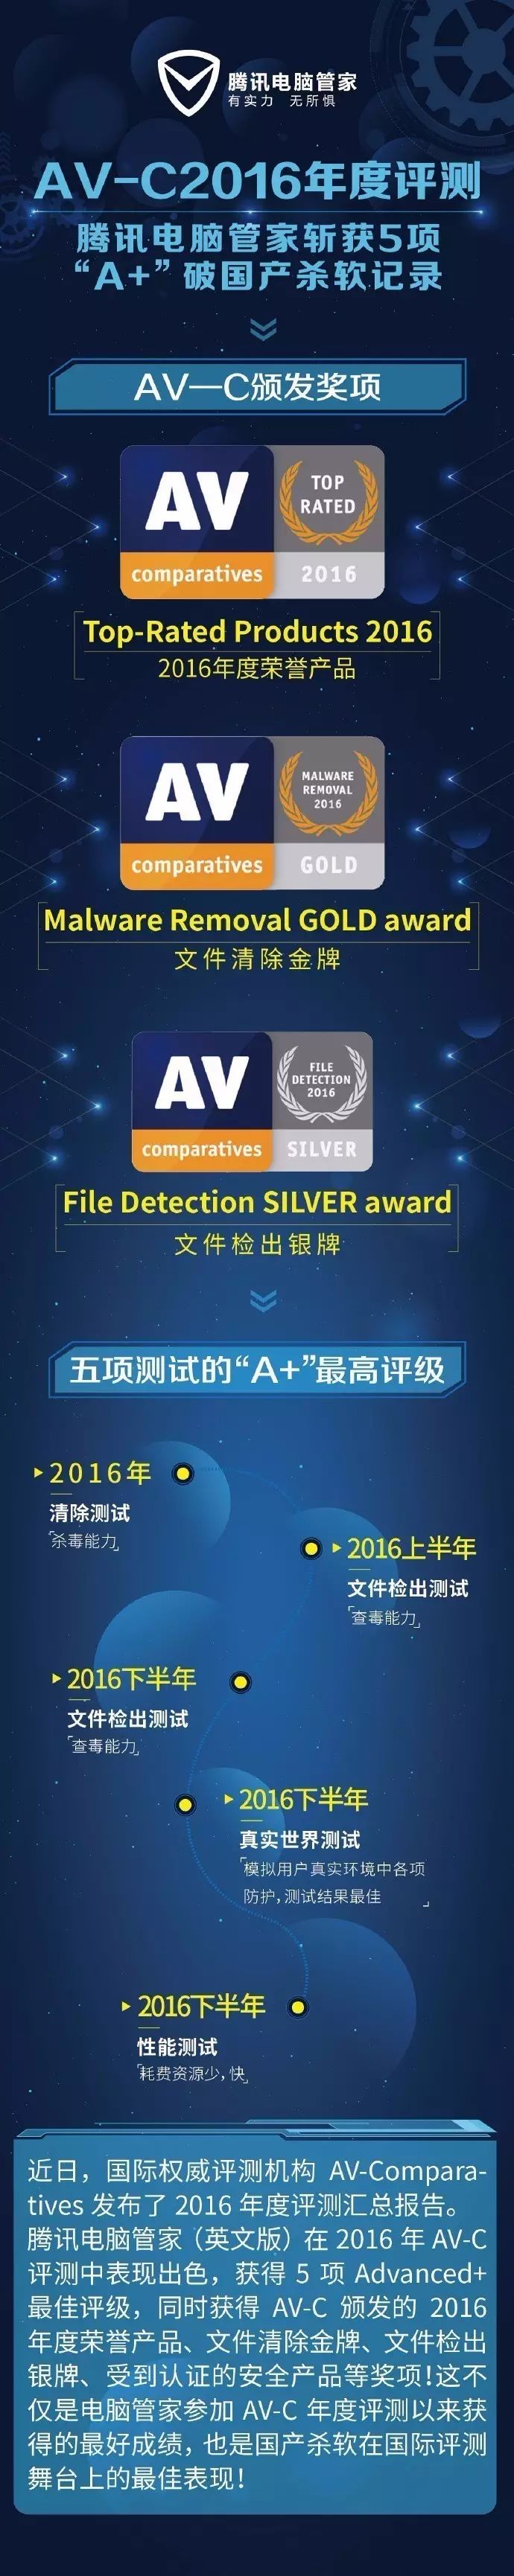 腾讯电脑管家
有实力 无所惧
AV-C2016年度评测
腾讯电脑管家斩获5项
“A+”破国产杀软记录
AV—C颁发奖项
AV
TOP
RATED
comparatives
2016
Top-Rated Products 2016
2016年度荣誉产品
AV
MALWARE
REMOVAL
2016
comparatives
GOLD
Malware Removal GOLD award
文件清除金牌
AV
FILE
DETECTION
2016
comparatives
SILVER
File Detection SILVER award
文件检出银牌
五项测试的“A+”最高评级
2016年
清除测试
「杀毒能力」
2016上半年
文件检出测试
「查毒能力」
2016下半年
文件检出测试
「查毒能力」
2016下半年
真实世界测试
「模拟用户真实环境中各项
防护,测试结果最佳」
2016下半年
性能测试
「耗费资源少,快」
近日，国际权威评测机构 AV-Compara-
tives 发布了 2016 年度评测汇总报告。
腾讯电脑管家（英文版）在 2016 年 AV-C
评测中表现出色，获得 5 项 Advanced+
最佳评级，同时获得 AV-C 颁发的 2016
年度荣誉产品、文件清除金牌、文件检出
银牌、受到认证的安全产品等奖项！这不
仅是电脑管家参加 AV-C 年度评测以来获
得的最好成绩，也是国产杀软在国际评测
舞台上的最佳表现！